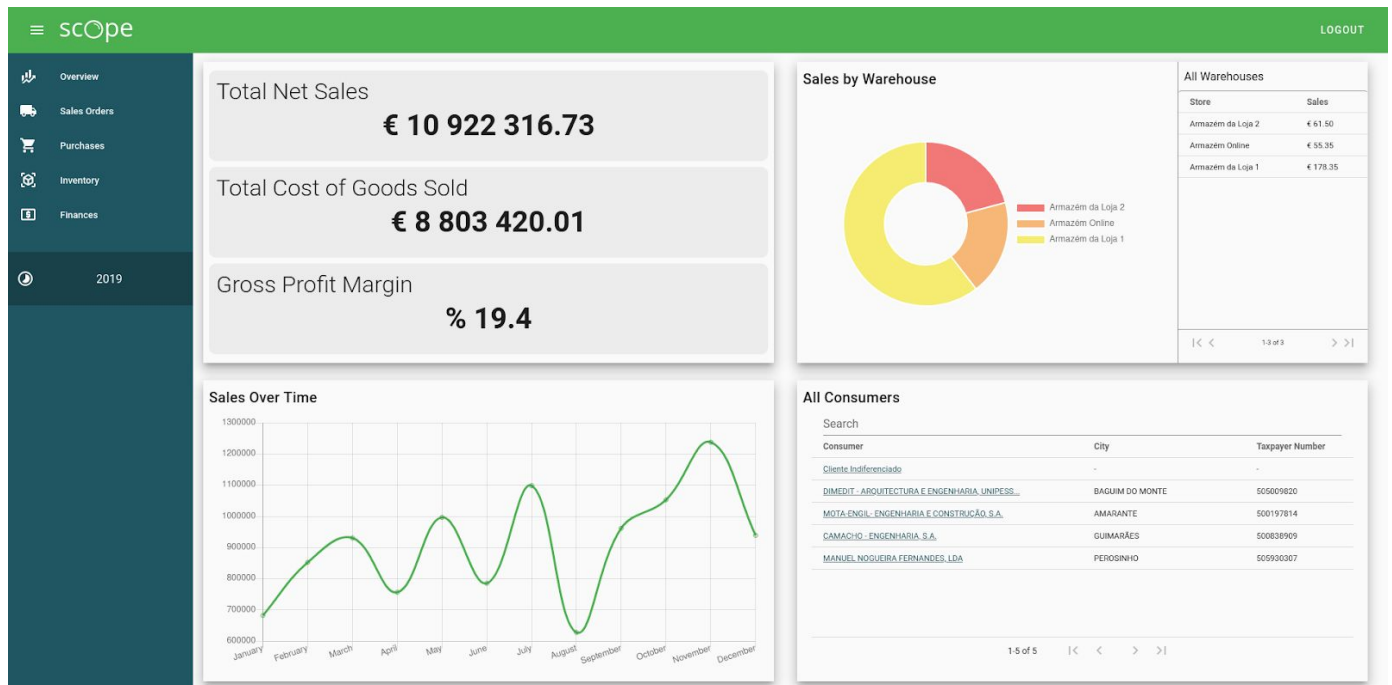 scope
LOGOUT
Overview
Sales Orders
Purchases
Inventory
Finances
2019
Total Net Sales
€ 10 922 316.73
Total Cost of Goods Sold
€ 8 803 420.01
Gross Profit Margin
% 19.4
Sales by Warehouse
Armazém da Loja 2
Armazém Online
Armazém da Loja 1
All Warehouses
Store Sales
Armazém da Loja 2 € 61.50
Armazém Online € 55.35
Armazém da Loja 1 € 178.35
1-3 of 3
Sales Over Time
1300000
1200000
1100000
1000000
900000
800000
700000
600000
January February March April May June July August September October November December
All Consumers
Search
Consumer City Taxpayer Number
Cliente Indiferenciado - -
DIMEDIT - ARQUITECTURA E ENGENHARIA, UNIPESS... BAGUIM DO MONTE 505009820
MOTA-ENGIL- ENGENHARIA E CONSTRUÇÃO, S.A. AMARANTE 500197814
CAMACHO - ENGENHARIA, S.A. GUIMARÃES 500838909
MANUEL NOGUEIRA FERNANDES, LDA PEROSINHO 505930307
1-5 of 5